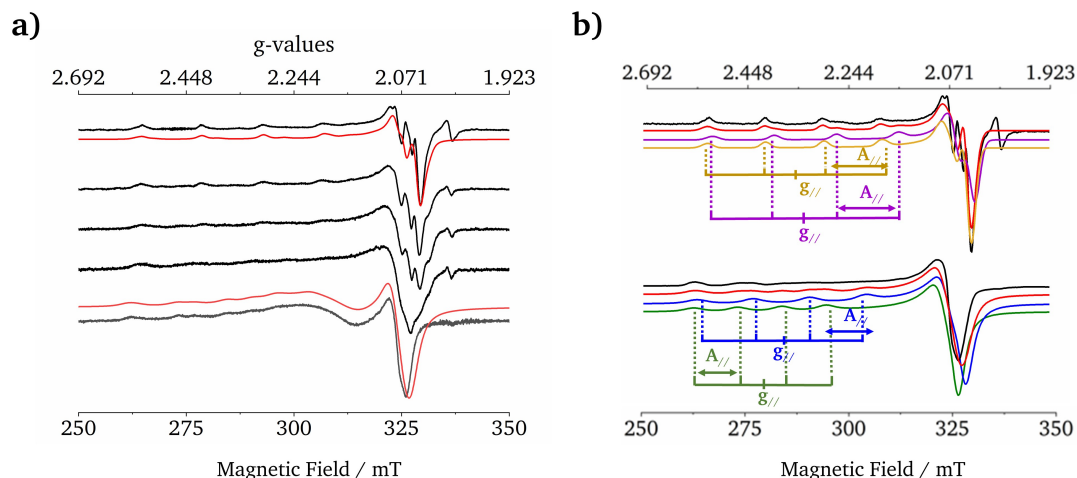 a)
g-values
2.692 2.448 2.244 2.071 1.923
250 275 300 325 350
Magnetic Field / mT
b)
2.692 2.448 2.244 2.071 1.923
A//
g//
A//
g//
A//
g//
A//
g//
250 275 300 325 350
Magnetic Field / mT